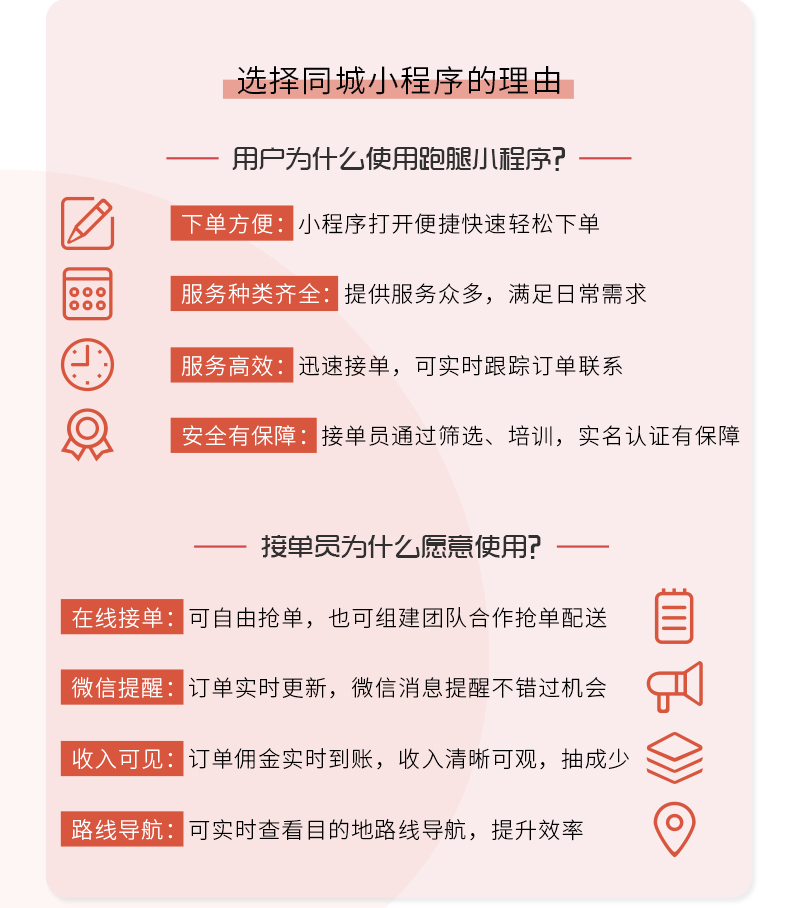 选择同城小程序的理由
用户为什么使用跑腿小程序?
下单方便：小程序打开便捷快速轻松下单
服务种类齐全：提供服务众多，满足日常需求
服务高效：迅速接单，可实时跟踪订单联系
安全有保障：接单员通过筛选、培训，实名认证有保障
接单员为什么愿意使用?
在线接单：可自由抢单，也可组建团队合作抢单配送
微信提醒：订单实时更新，微信消息提醒不错过机会
收入可见：订单佣金实时到账，收入清晰可观，抽成少
路线导航：可实时查看目的地路线导航，提升效率